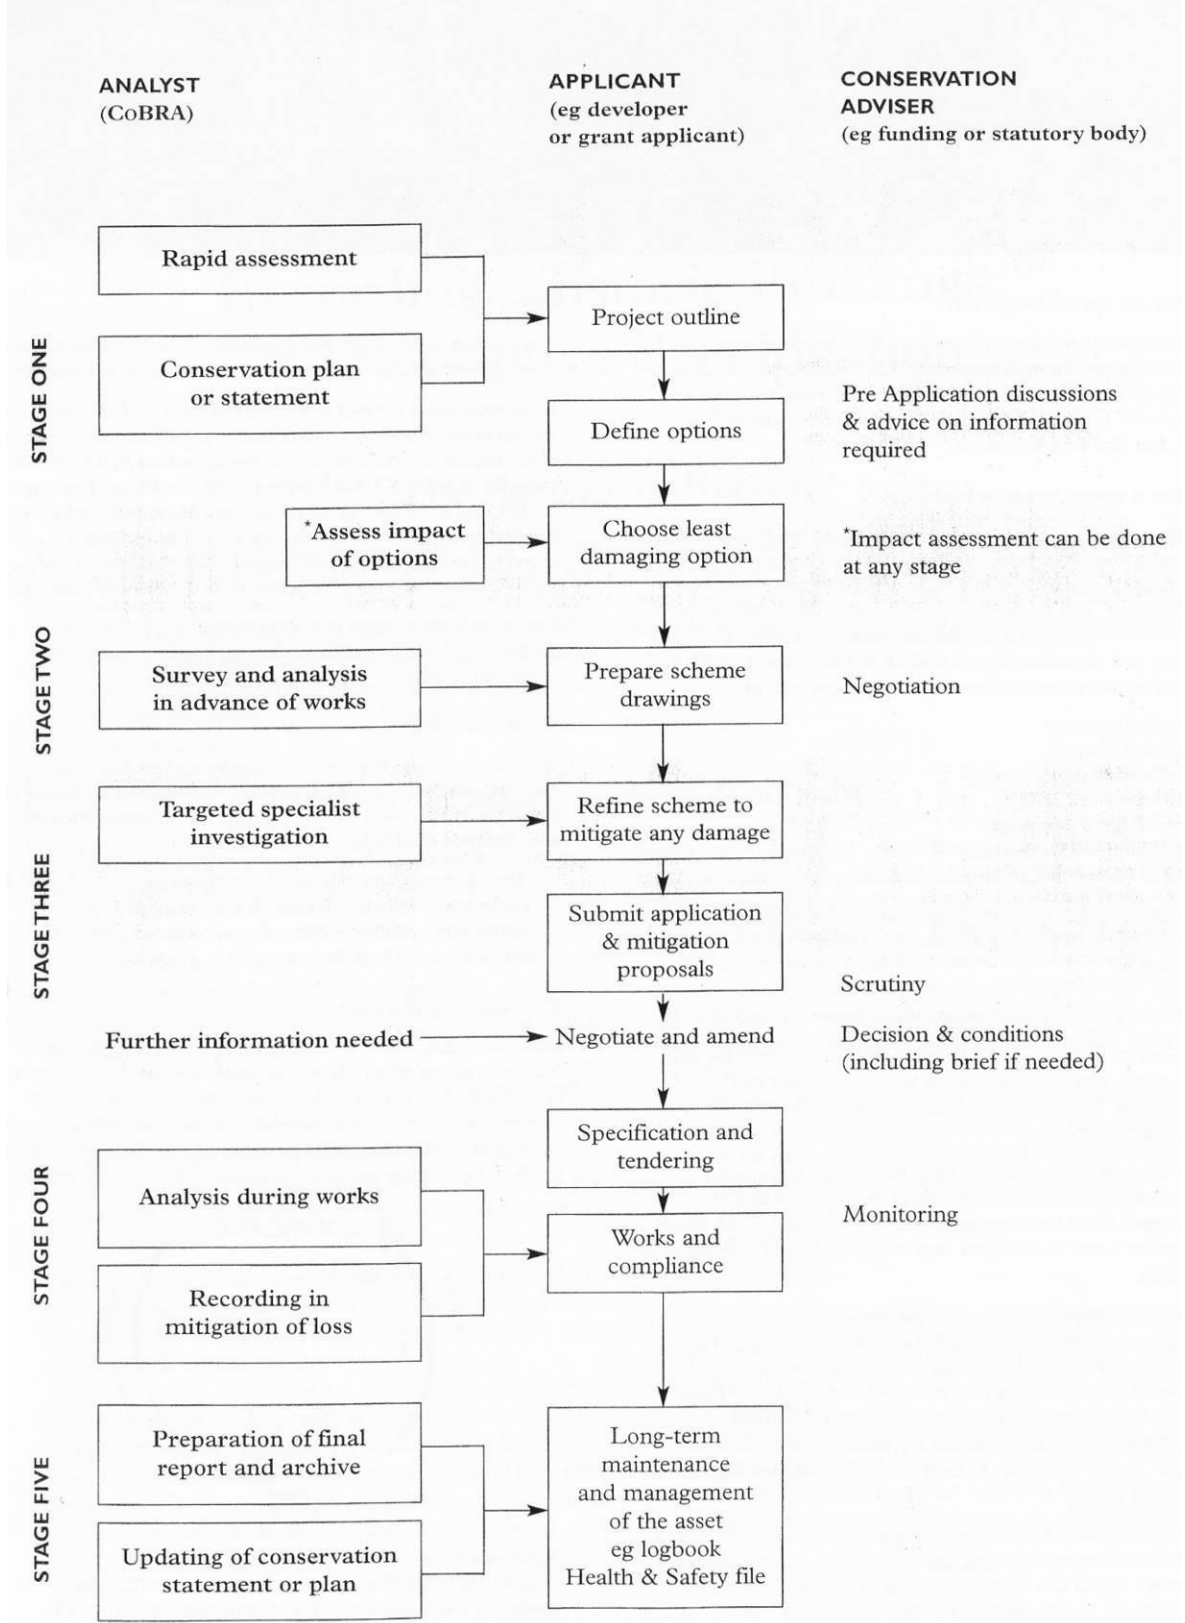 ANALYST
(CoBRA)
APPLICANT
(eg developer
or grant applicant)
CONSERVATION
ADVISER
(eg funding or statutory body)
STAGE ONE
Rapid assessment
Conservation plan
or statement
Project outline
Define options
Pre Application discussions
& advice on information
required
*Assess impact
of options
Choose least
damaging option
*Impact assessment can be done
at any stage
STAGE TWO
Survey and analysis
in advance of works
Prepare scheme
drawings
Negotiation
STAGE THREE
Targeted specialist
investigation
Refine scheme to
mitigate any damage
Submit application
& mitigation
proposals
Scrutiny
Further information needed
Negotiate and amend
Decision & conditions
(including brief if needed)
STAGE FOUR
Specification and
tendering
Analysis during works
Recording in
mitigation of loss
Works and
compliance
Monitoring
STAGE FIVE
Preparation of final
report and archive
Updating of conservation
statement or plan
Long-term
maintenance
and management
of the asset
eg logbook
Health & Safety file